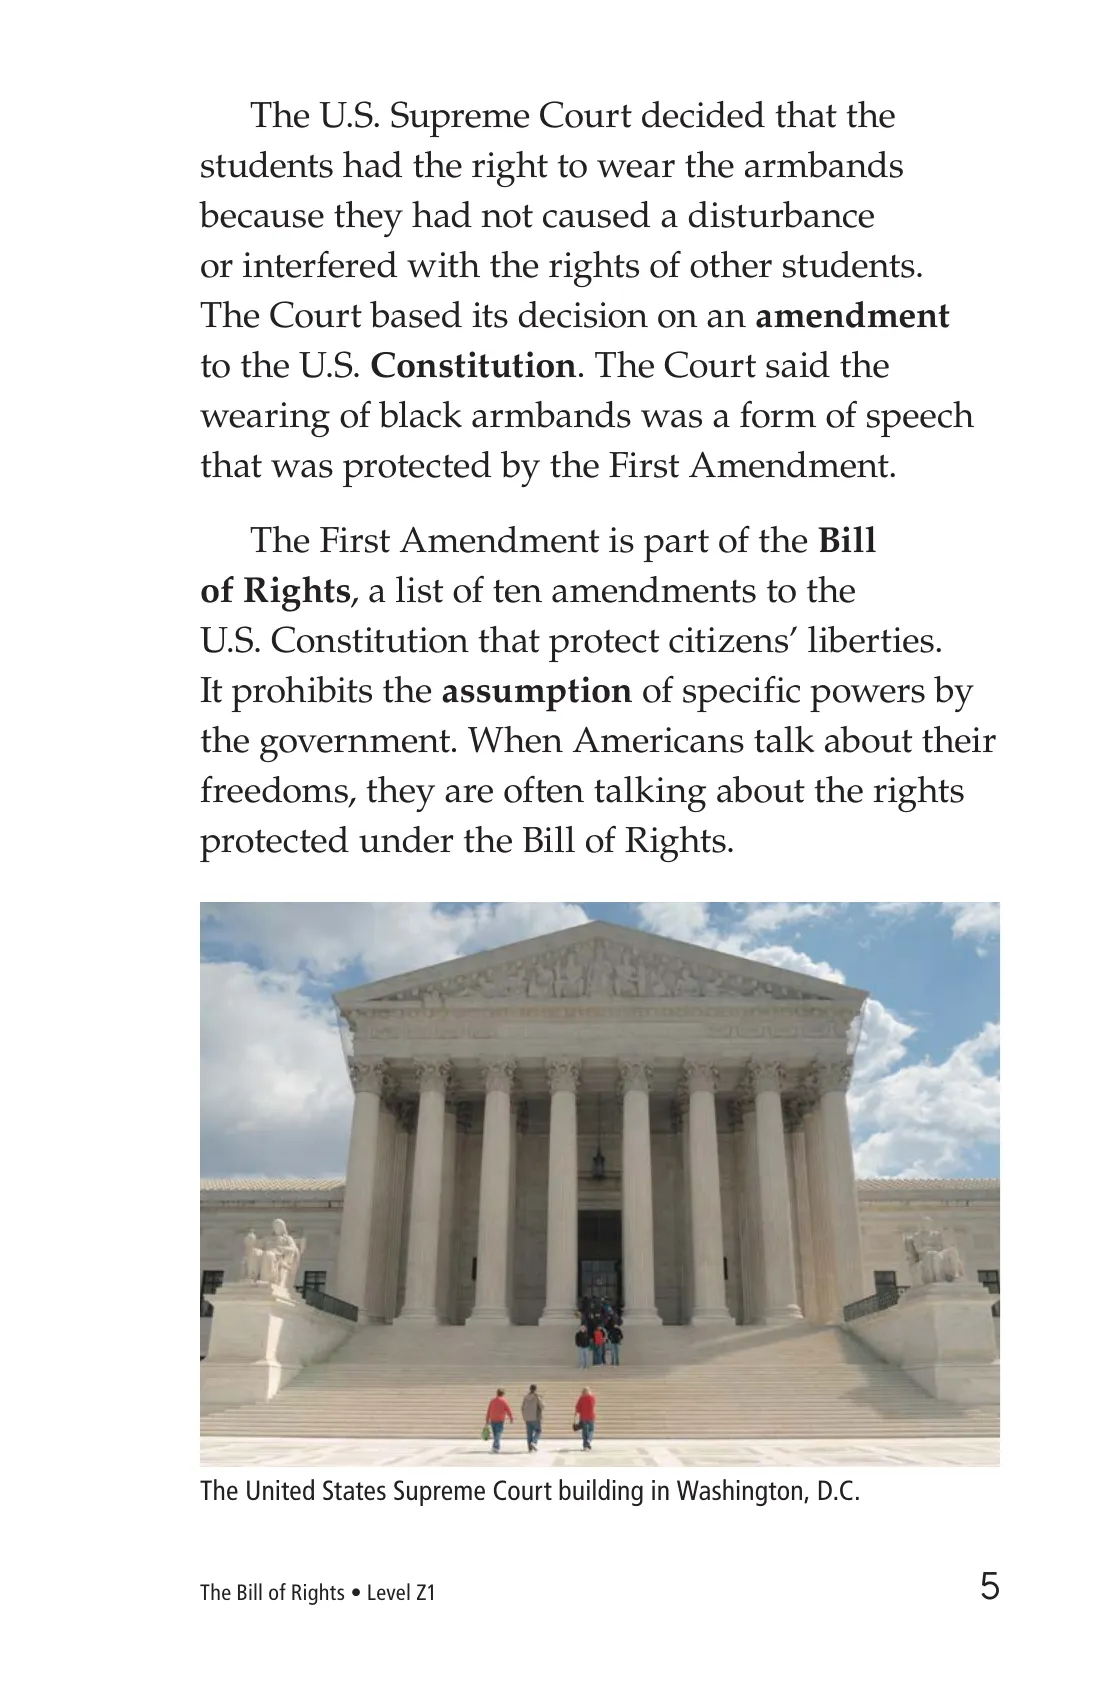 The U.S. Supreme Court decided that the
students had the right to wear the armbands
because they had not caused a disturbance
or interfered with the rights of other students.
The Court based its decision on an amendment
to the U.S. Constitution. The Court said the
wearing of black armbands was a form of speech
that was protected by the First Amendment.
The First Amendment is part of the Bill
of Rights, a list of ten amendments to the
U.S. Constitution that protect citizens’ liberties.
It prohibits the assumption of specific powers by
the government. When Americans talk about their
freedoms, they are often talking about the rights
protected under the Bill of Rights.
The United States Supreme Court building in Washington, D.C.
The Bill of Rights • Level Z1
5